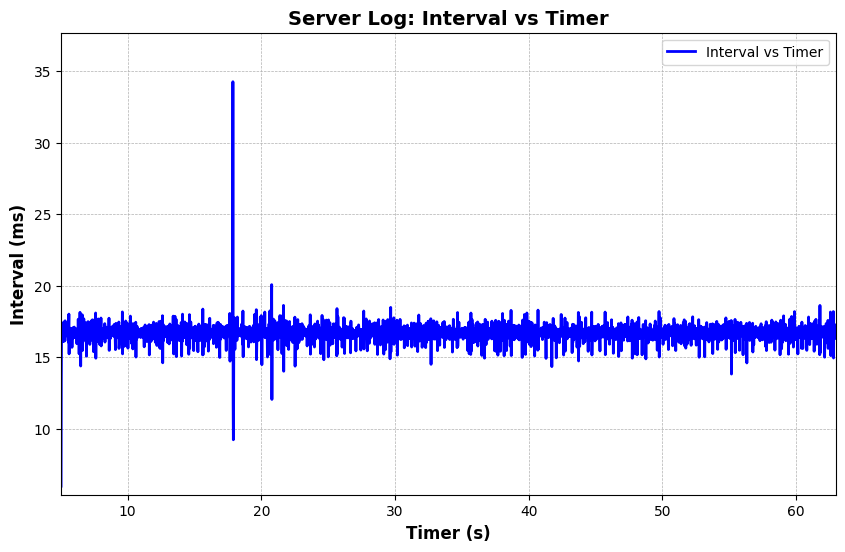 Server Log: Interval vs Timer
Interval vs Timer
35
30
25
20
15
10
Interval (ms)
10 20 30 40 50 60
Timer (s)